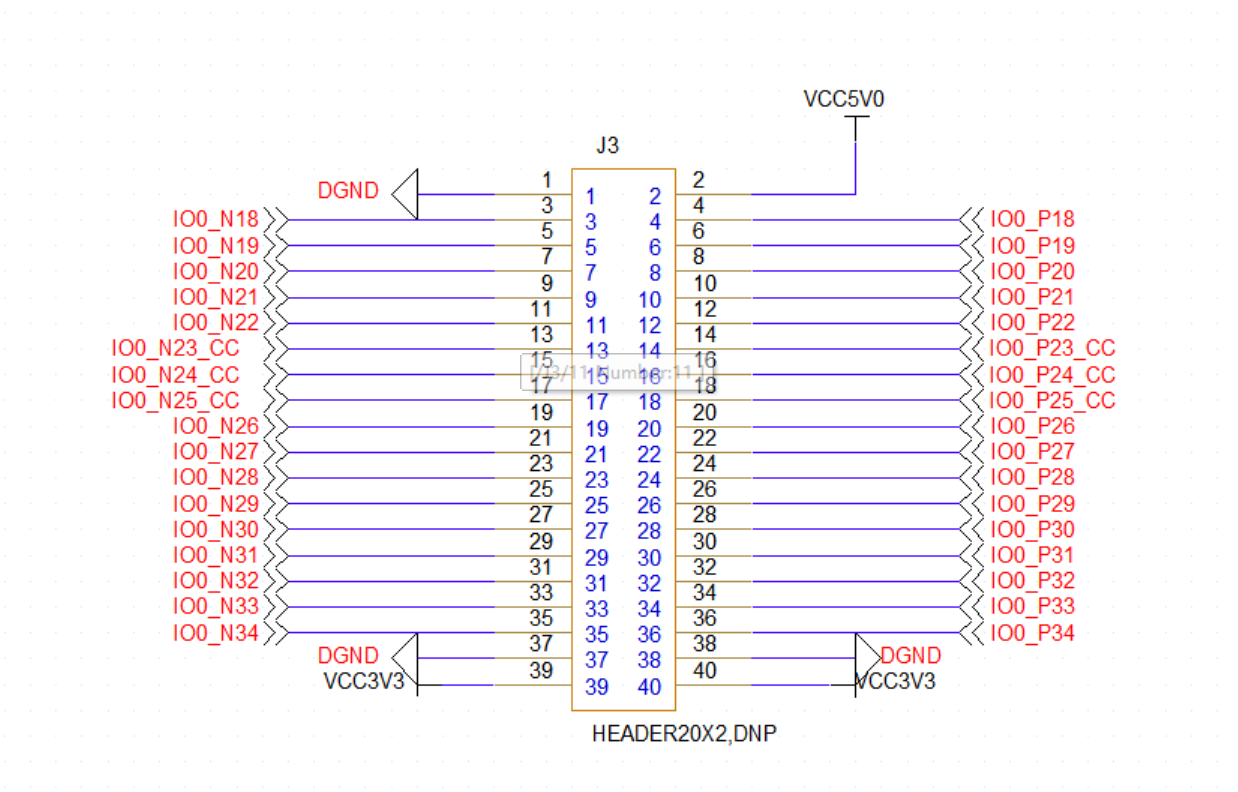 VCC5V0
J3
1 2
DGND 1 2
3 4
IO0_N18 3 4 IO0_P18
5 6
IO0_N19 5 6 IO0_P19
7 8
IO0_N20 7 8 IO0_P20
9 10
IO0_N21 9 10 IO0_P21
11 12
IO0_N22 11 12 IO0_P22
13 14
IO0_N23_CC 13 14 IO0_P23_CC
15 16
IO0_N24_CC 15 16 IO0_P24_CC
17 18
IO0_N25_CC 17 18 IO0_P25_CC
19 20
IO0_N26 19 20 IO0_P26
21 22
IO0_N27 21 22 IO0_P27
23 24
IO0_N28 23 24 IO0_P28
25 26
IO0_N29 25 26 IO0_P29
27 28
IO0_N30 27 28 IO0_P30
29 30
IO0_N31 29 30 IO0_P31
31 32
IO0_N32 31 32 IO0_P32
33 34
IO0_N33 33 34 IO0_P33
35 36
IO0_N34 35 36 IO0_P34
37 38
DGND 37 38 DGND
39 40
VCC3V3 39 40 VCC3V3
HEADER20X2,DNP